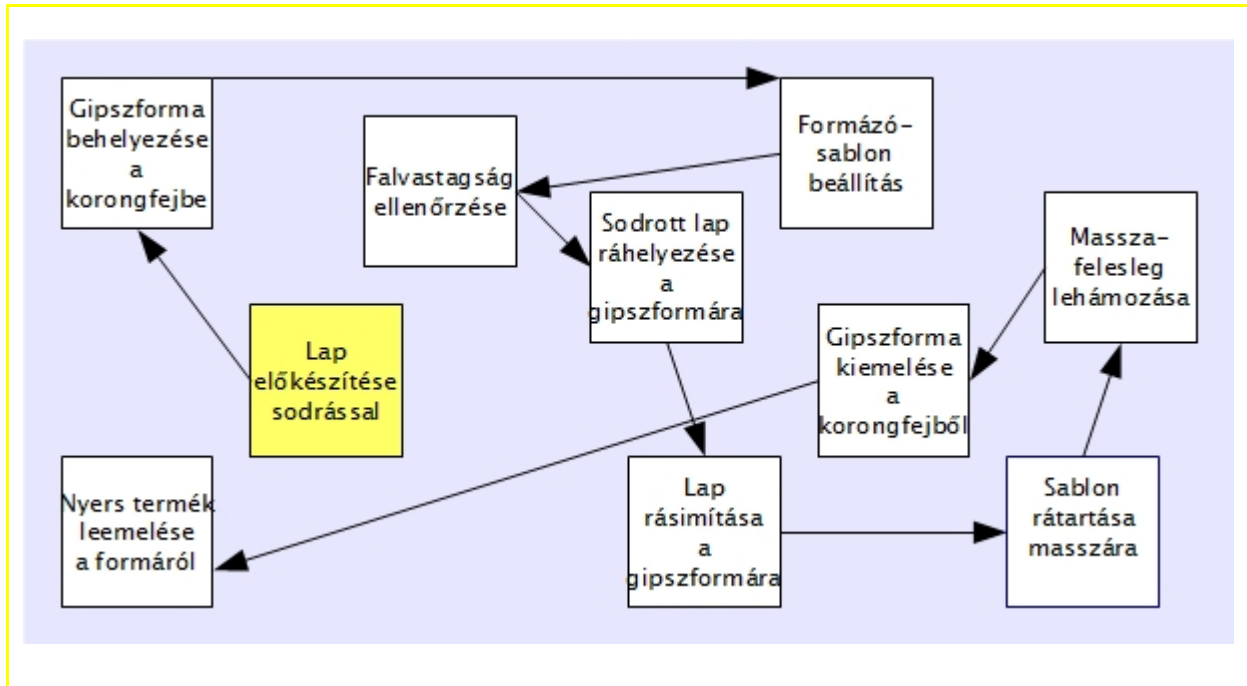 Gipszforma
behelyezése
a
korongfejbe
Formázó-
sablon
beállítás
Falvastagság
ellenőrzése
Sodrott lap
ráhelyezése
a
gipszformára
Massza-
felesleg
lehámozása
Lap
előkészítése
sodrással
Gipszforma
kiemelése
a
korongfejből
Nyers termék
leemelése
a formáról
Lap
rásimítása
a
gipszformára
Sablon
rátartása
masszára